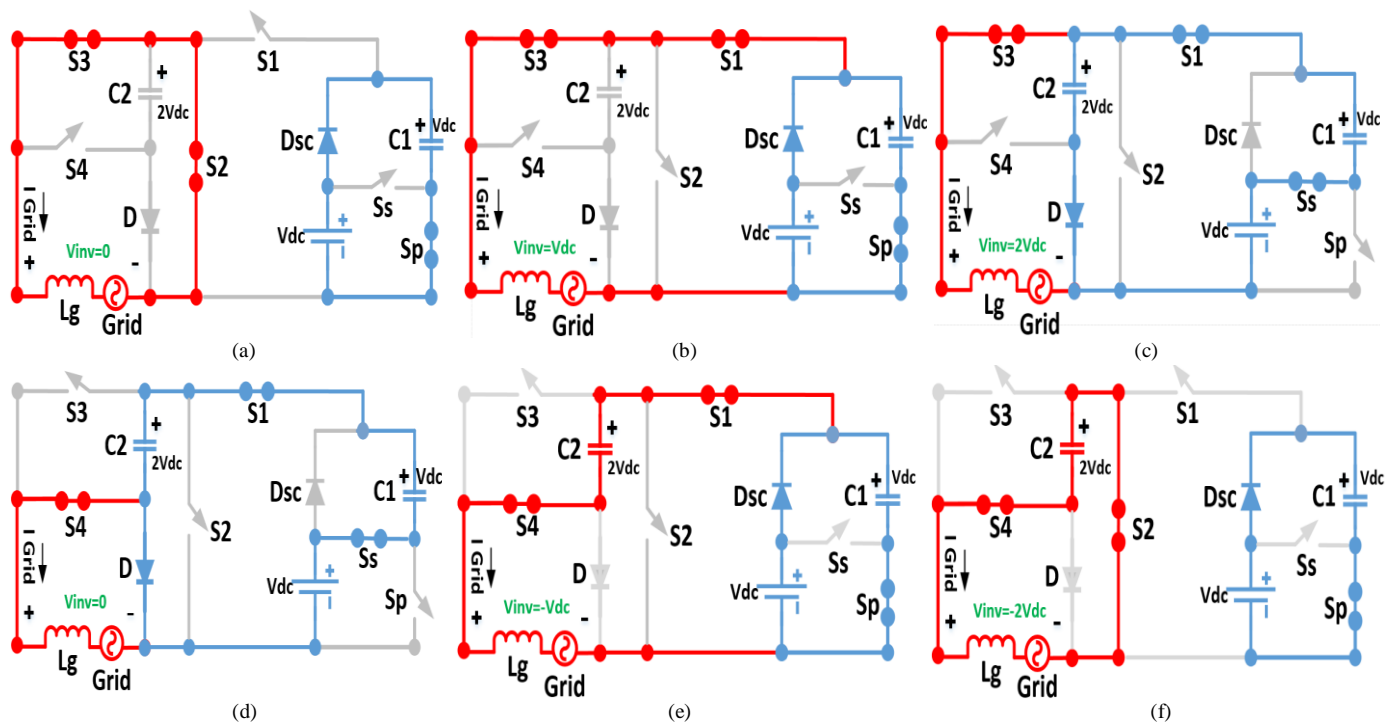 S3
S1
+
C2
2Vdc
Dsc
+
Vdc
C1
S4
S2
I Grid
D
Ss
Vinv=0
Vdc
+
Sp
+
-
Lg
Grid
(a)
S3
S1
+
C2
2Vdc
Dsc
+
Vdc
C1
S4
S2
I Grid
D
Ss
Vinv=Vdc
Vdc
+
Sp
+
-
Lg
Grid
(b)
S3
S1
+
C2
2Vdc
Dsc
+
Vdc
C1
S4
S2
I Grid
D
Ss
Vinv=2Vdc
Vdc
+
Sp
+
-
Lg
Grid
(c)
S3
S1
+
C2
2Vdc
Dsc
+
Vdc
C1
S4
S2
I Grid
D
Ss
Vinv=0
Vdc
+
Sp
+
-
Lg
Grid
(d)
S3
S1
+
C2
2Vdc
Dsc
+
Vdc
C1
S4
S2
I Grid
D
Ss
Vinv=-Vdc
Vdc
+
Sp
+
-
Lg
Grid
(e)
S3
S1
+
C2
2Vdc
Dsc
+
Vdc
C1
S4
S2
I Grid
D
Ss
Vinv=-2Vdc
Vdc
+
Sp
+
-
Lg
Grid
(f)